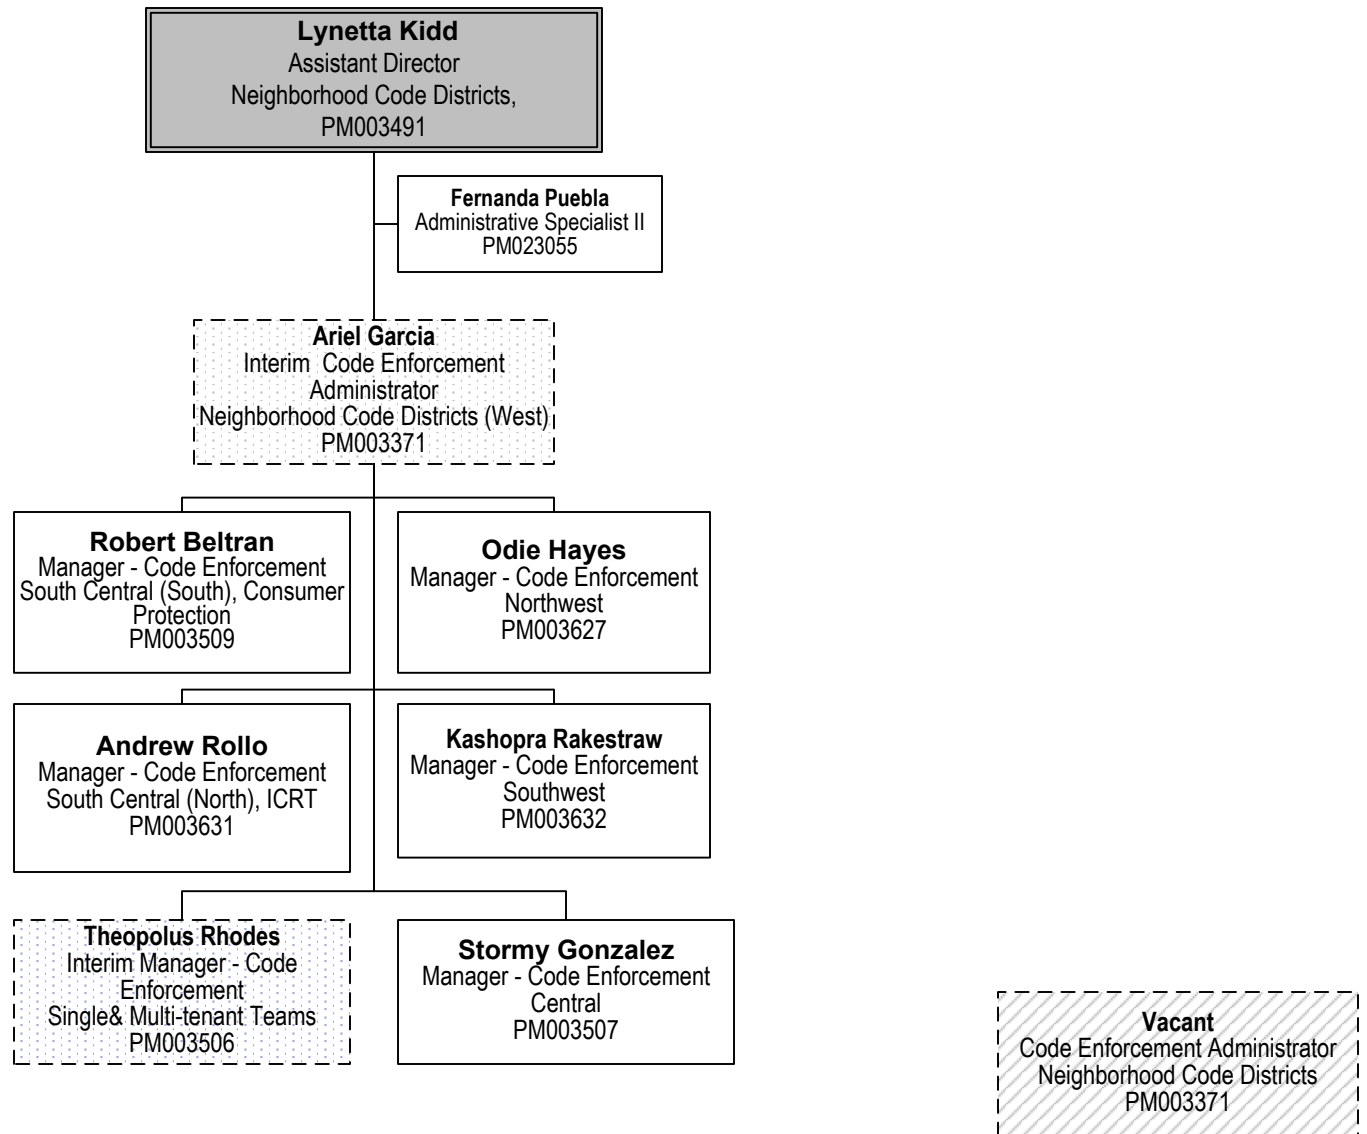 Lynetta Kidd
Assistant Director
Neighborhood Code Districts,
PM003491
Fernanda Puebla
Administrative Specialist II
PM023055
Ariel Garcia
Interim  Code Enforcement
Administrator
Neighborhood Code Districts (West)
PM003371
Robert Beltran
Manager - Code Enforcement
South Central (South), Consumer
Protection
PM003509
Odie Hayes
Manager - Code Enforcement
Northwest
PM003627
Andrew Rollo
Manager - Code Enforcement
South Central (North), ICRT
PM003631
Kashopra Rakestraw
Manager - Code Enforcement
Southwest
PM003632
Theopolus Rhodes
Interim Manager - Code
Enforcement
Single& Multi-tenant Teams
PM003506
Stormy Gonzalez
Manager - Code Enforcement
Central
PM003507
Vacant
Code Enforcement Administrator
Neighborhood Code Districts
PM003371